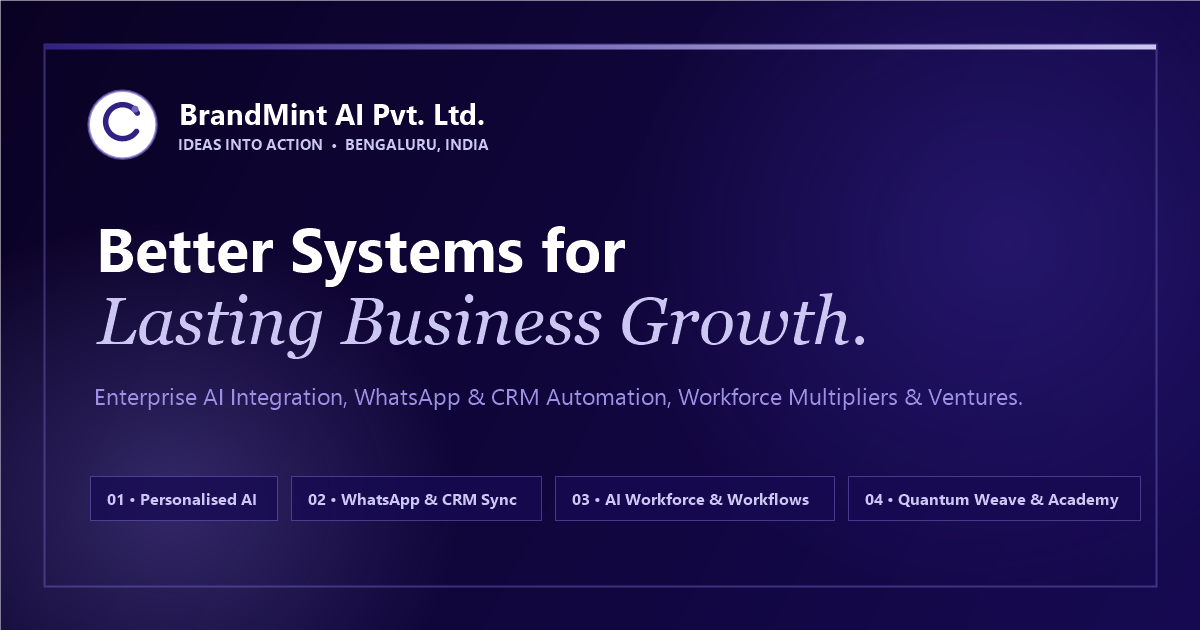 BrandMint AI Pvt. Ltd.
IDEAS INTO ACTION • BENGALURU, INDIA
Better Systems for
Lasting Business Growth.
Enterprise AI Integration, WhatsApp & CRM Automation, Workforce Multipliers & Ventures.
01 • Personalised AI
02 • WhatsApp & CRM Sync
03 • AI Workforce & Workflows
04 • Quantum Weave & Academy